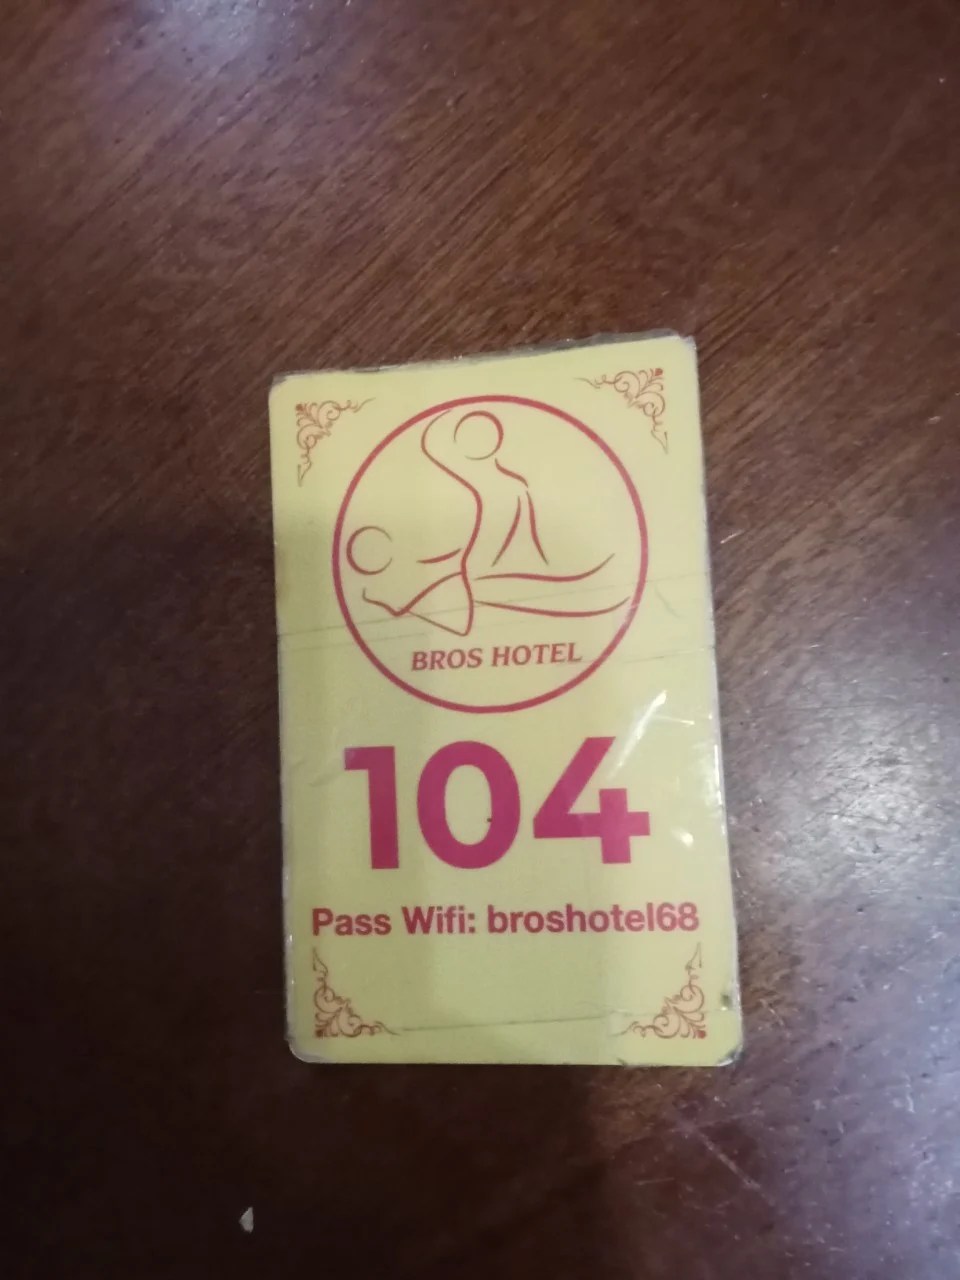 BROS HOTEL
104
Pass Wifi: broshotel68